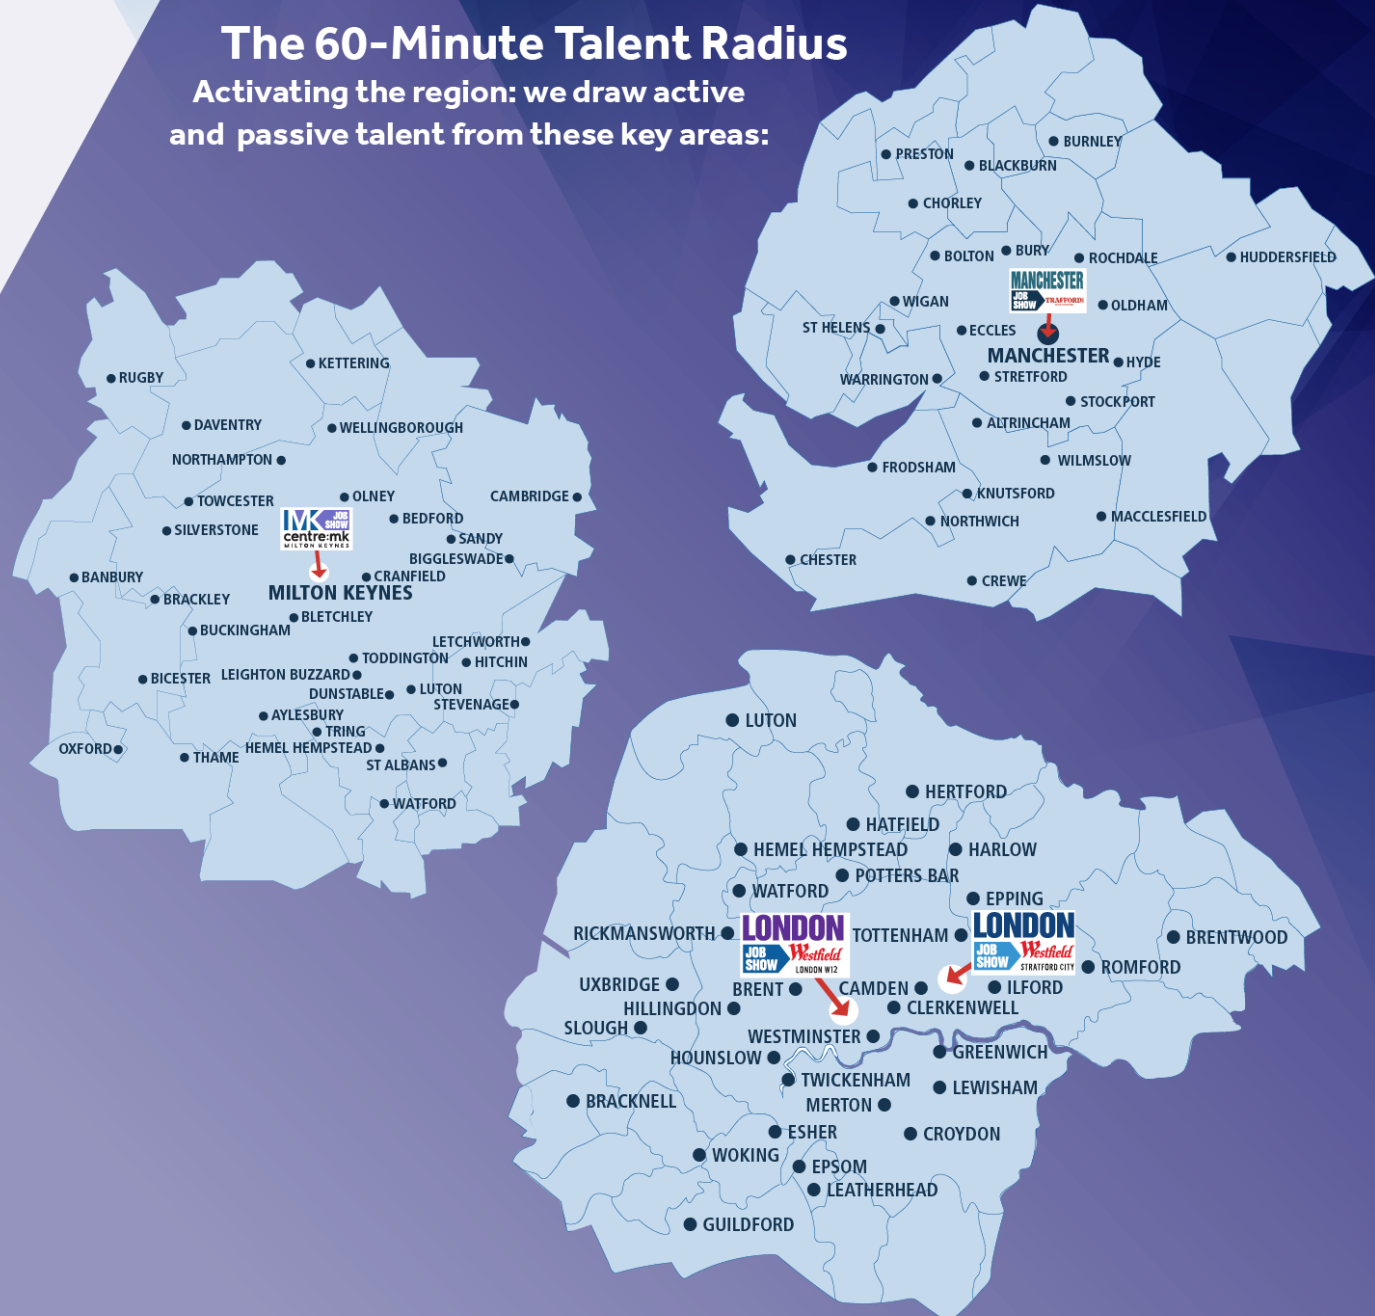 The 60-Minute Talent Radius
Activating the region: we draw active
and passive talent from these key areas:
BURNLEY
PRESTON
BLACKBURN
CHORLEY
BURY
BOLTON
ROCHDALE
HUDDERSFIELD
MANCHESTER
JOB
SHOW
TRAFFORD
WIGAN
OLDHAM
ST HELENS
ECCLES
MANCHESTER
HYDE
WARRINGTON
STRETFORD
STOCKPORT
ALTRINCHAM
WILMSLOW
FRODSHAM
KNUTSFORD
NORTHWICH
MACCLESFIELD
CHESTER
CREWE
KETTERING
RUGBY
DAVENTRY
WELLINGBOROUGH
NORTHAMPTON
TOWCESTER
OLNEY
CAMBRIDGE
MK JOB
SHOW
centre:mk
MILTON KEYNES
BEDFORD
SILVERSTONE
SANDY
BIGGLESWADE
BANBURY
CRANFIELD
MILTON KEYNES
BRACKLEY
BLETCHLEY
BUCKINGHAM
LETCHWORTH
TODDINGTON
HITCHIN
LEIGHTON BUZZARD
BICESTER
LUTON
DUNSTABLE
STEVENAGE
AYLESBURY
TRING
HEMEL HEMPSTEAD
OXFORD
THAME
ST ALBANS
WATFORD
LUTON
HERTFORD
HATFIELD
HEMEL HEMPSTEAD
HARLOW
POTTERS BAR
WATFORD
EPPING
LONDON
JOB
SHOW
Westfield
LONDON W12
LONDON
JOB
SHOW
Westfield
STRATFORD CITY
RICKMANSWORTH
TOTTENHAM
BRENTWOOD
ROMFORD
UXBRIDGE
BRENT
CAMDEN
ILFORD
HILLINGDON
CLERKENWELL
SLOUGH
WESTMINSTER
HOUNSLOW
GREENWICH
TWICKENHAM
LEWISHAM
BRACKNELL
MERTON
ESHER
CROYDON
WOKING
EPSOM
LEATHERHEAD
GUILDFORD